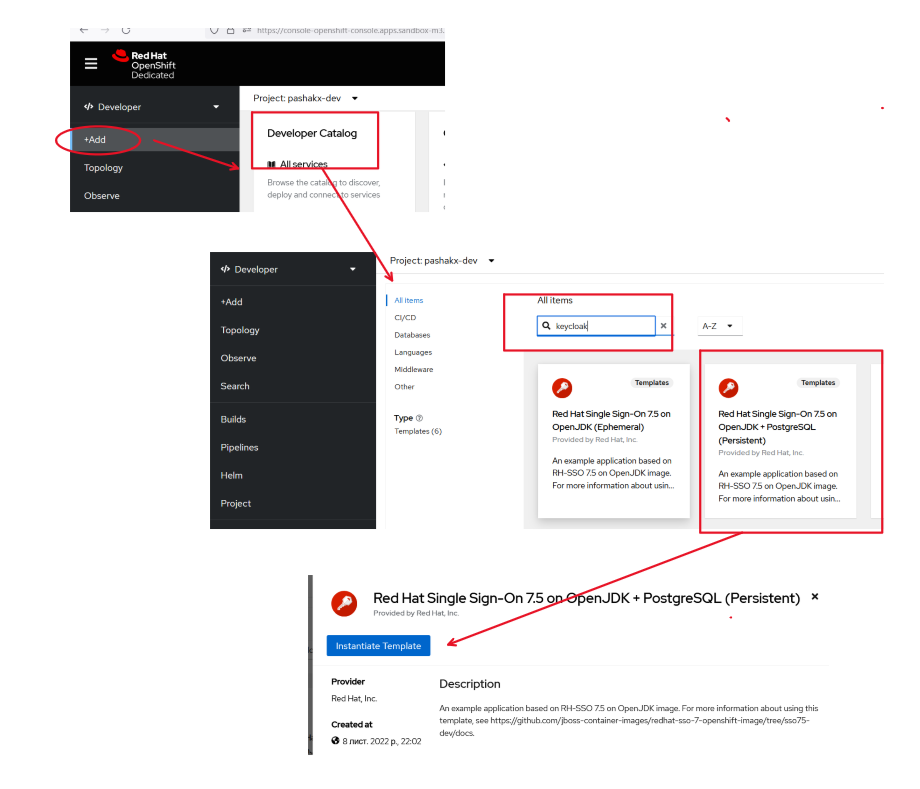 https://console-openshift-console.apps.sandbox-m3.
Red Hat
OpenShift
Dedicated
Developer
+Add
Topology
Observe
Project: pashakx-dev
Developer Catalog
All services
Browse the catalog to discover,
deploy and connect to services
Developer
+Add
Topology
Observe
Search
Builds
Pipelines
Helm
Project
Project: pashakx-dev
All items
CI/CD
Databases
Languages
Middleware
Other
Type
Templates (6)
All items
keycloak
A-Z
Templates
Red Hat Single Sign-On 7.5 on
OpenJDK (Ephemeral)
Provided by Red Hat, Inc.
An example application based on
RH-SSO 7.5 on OpenJDK image.
For more information about usin...
Templates
Red Hat Single Sign-On 7.5 on
OpenJDK + PostgreSQL
(Persistent)
Provided by Red Hat, Inc.
An example application based on
RH-SSO 7.5 on OpenJDK image.
For more information about usin...
Red Hat Single Sign-On 7.5 on OpenJDK + PostgreSQL (Persistent)
Provided by Red Hat, Inc.
Instantiate Template
Provider
Red Hat, Inc.
Created at
8 лист. 2022 р., 22:02
Description
An example application based on RH-SSO 7.5 on OpenJDK image. For more information about using this
template, see https://github.com/jboss-container-images/redhat-sso-7-openshift-image/tree/sso75-
dev/docs.